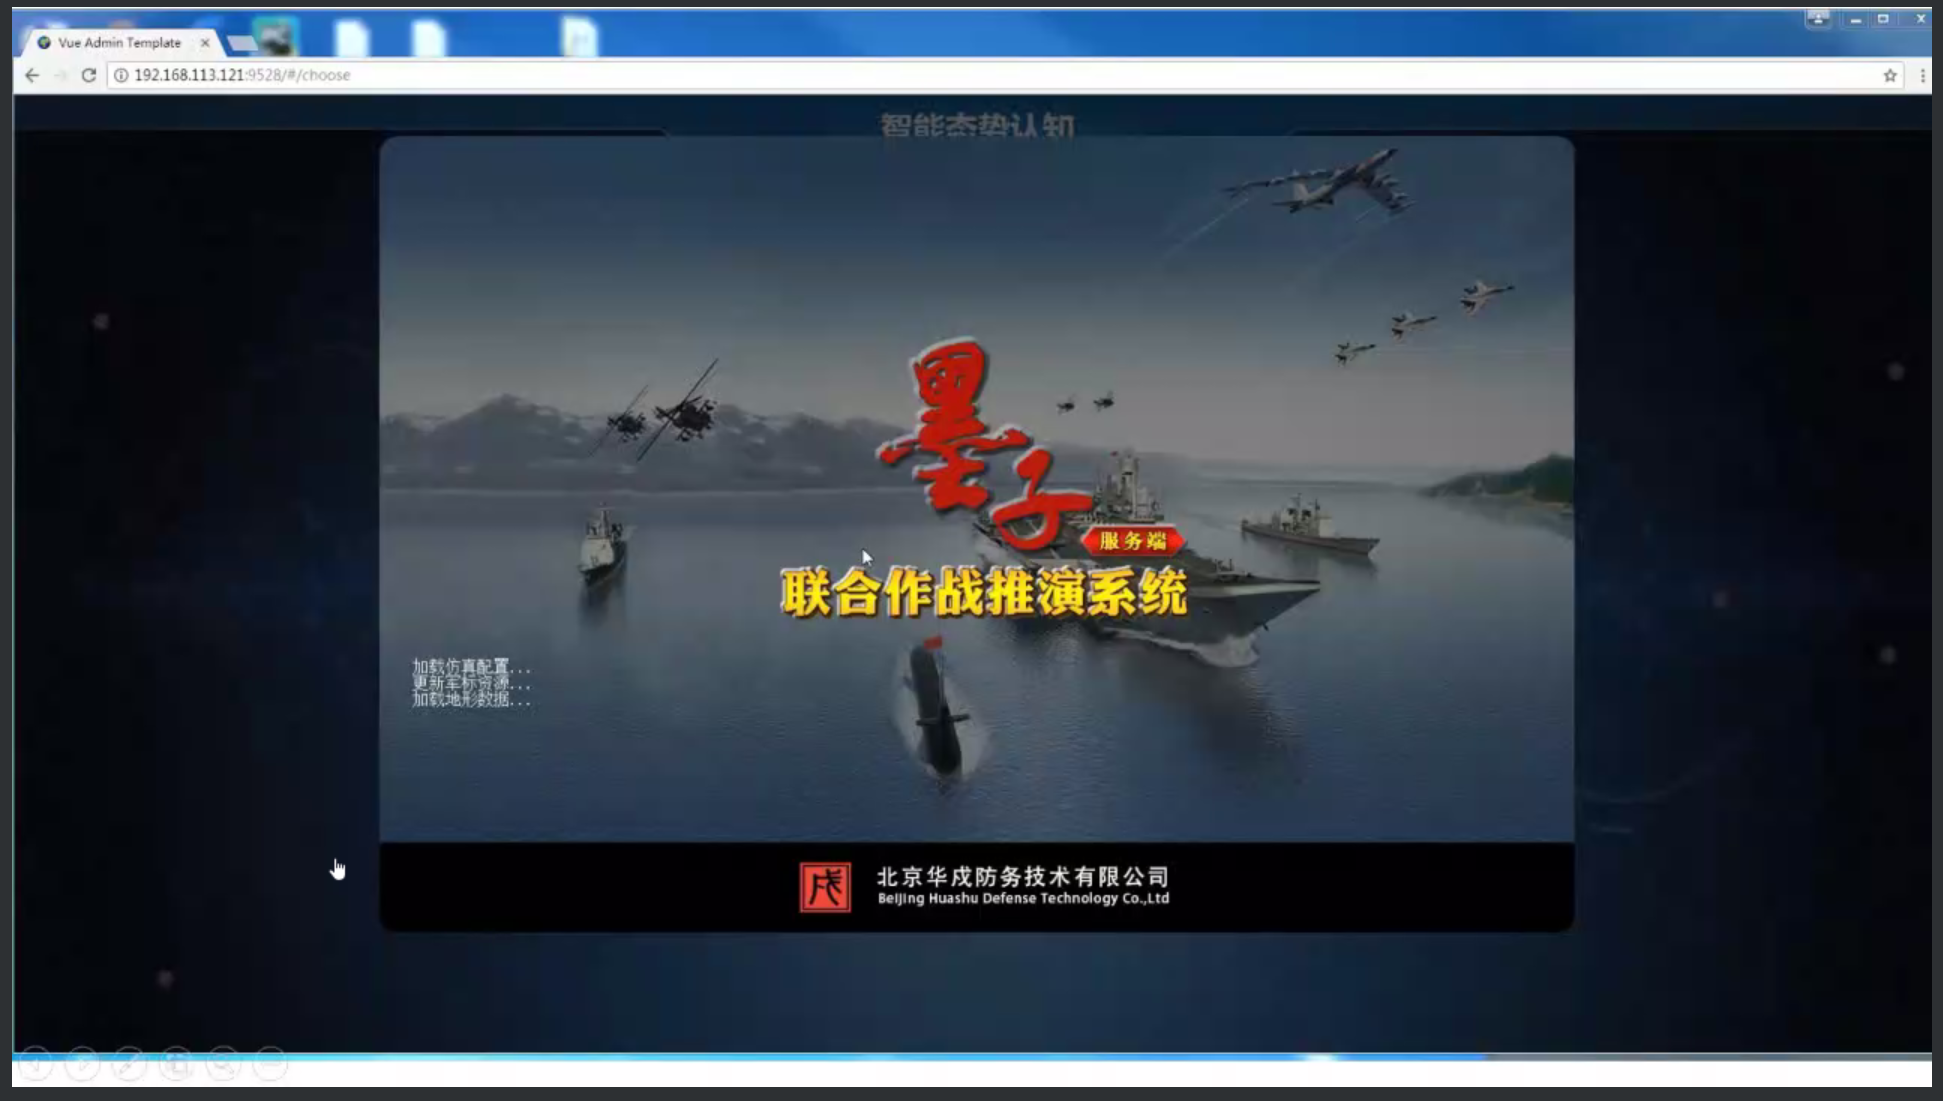 Vue Admin Template
192.168.113.121:9528/#/choose
智能态势认知
墨子
服务端
联合作战推演系统
加载仿真配置...
更新军标资源...
加载地形数据...
戍
北京华戍防务技术有限公司
Beijing Huashu Defense Technology Co.,Ltd